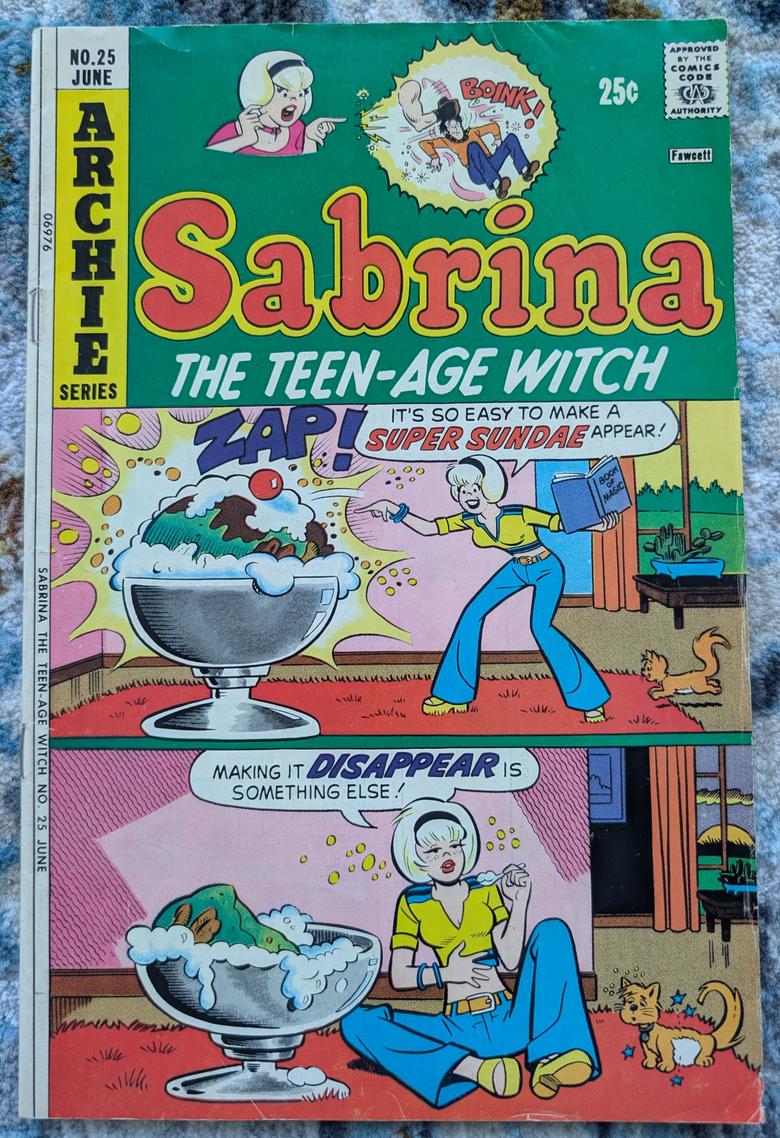 NO.25
JUNE
ARCHIE
SERIES
BOINK!
25¢
APPROVED
BY THE
COMICS
CODE
CA
AUTHORITY
Fawcett
Sabrina
THE TEEN-AGE WITCH
06976
SABRINA THE TEEN-AGE WITCH NO. 25 JUNE
ZAP!
IT'S SO EASY TO MAKE A
SUPER SUNDAE APPEAR!
BOOK
OF
MAGIC
MAKING IT DISAPPEAR IS
SOMETHING ELSE!